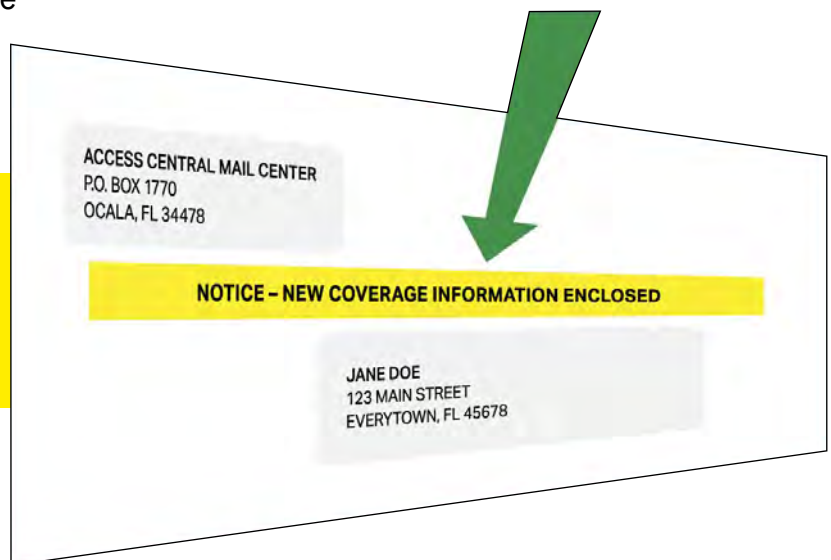 e
ACCESS CENTRAL MAIL CENTER
P.O. BOX 1770
OCALA, FL 34478
NOTICE – NEW COVERAGE INFORMATION ENCLOSED
JANE DOE
123 MAIN STREET
EVERYTOWN, FL 45678